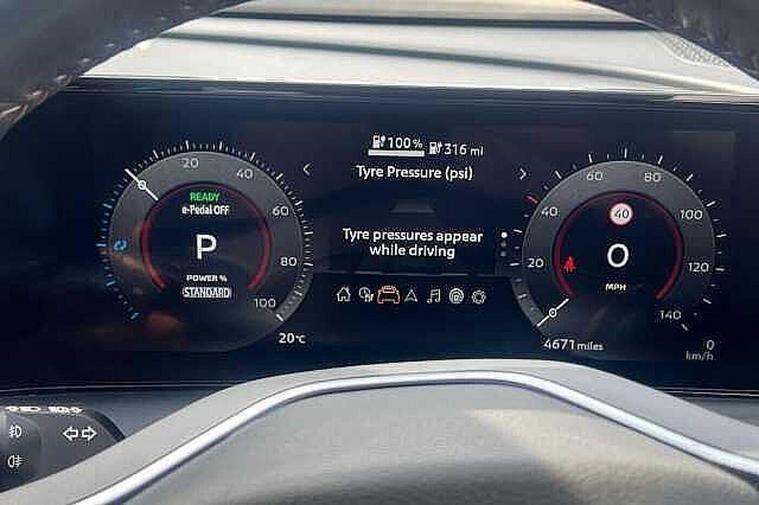 100%
316 mi
Tyre Pressure (psi)
Tyre pressures appear
while driving
20
40
60
80
100
READY
e-Pedal OFF
P
POWER %
STANDARD
20°C
20
40
60
80
100
120
140
40
0
MPH
4671 miles
0
km/h